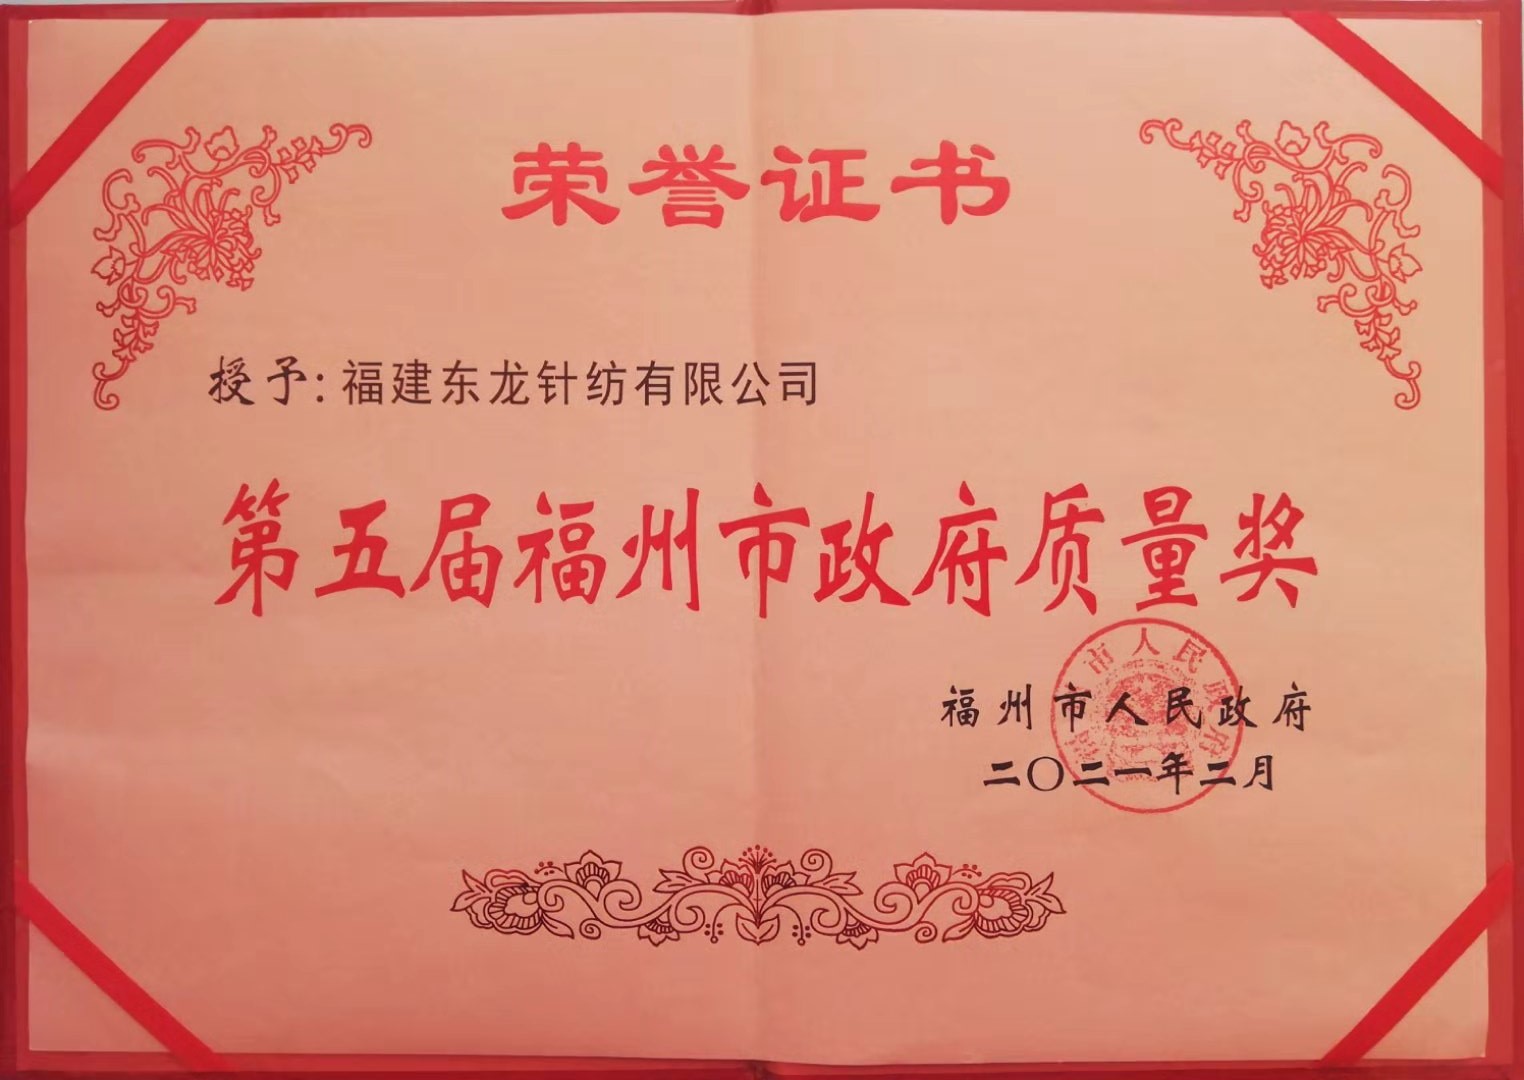 荣誉证书
授予:福建东龙针纺有限公司
第五届福州市政府质量奖
福州市人民政府
二〇二一年二月